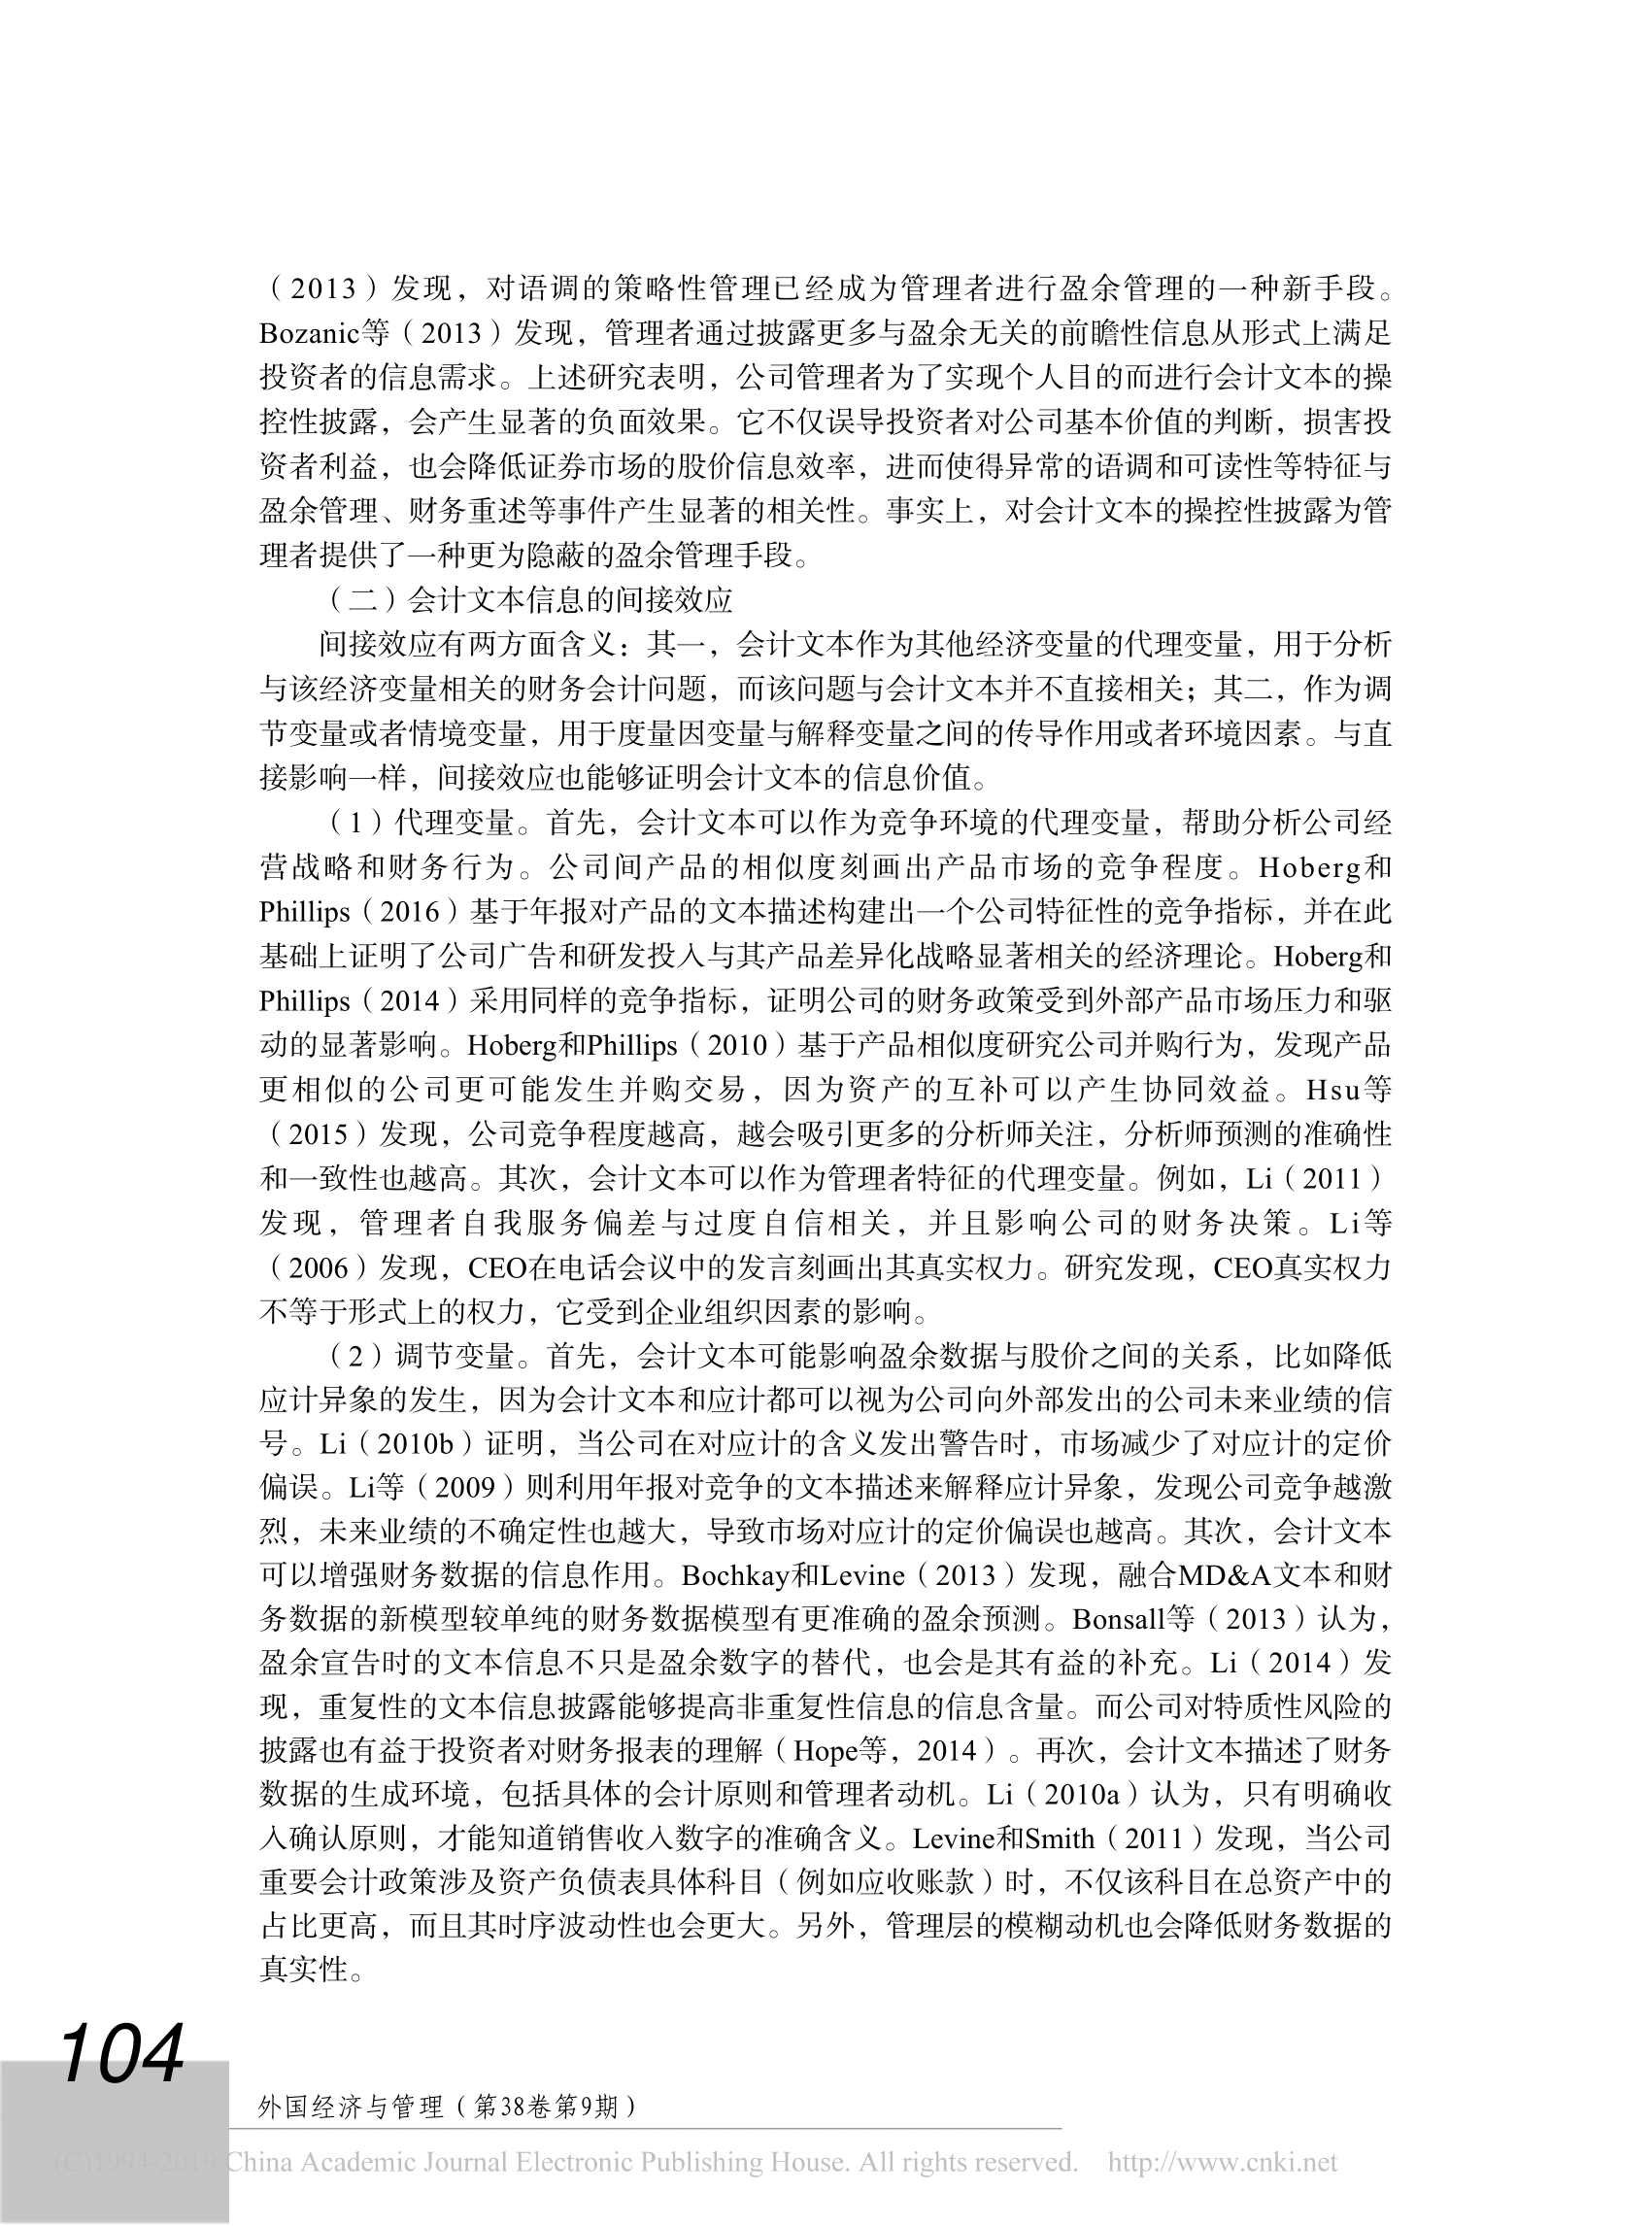 （2013）发现，对语调的策略性管理已经成为管理者进行盈余管理的一种新手段。
Bozanic等（2013）发现，管理者通过披露更多与盈余无关的前瞻性信息从形式上满足
投资者的信息需求。上述研究表明，公司管理者为了实现个人目的而进行会计文本的操
控性披露，会产生显著的负面效果。它不仅误导投资者对公司基本价值的判断，损害投
资者利益，也会降低证券市场的股价信息效率，进而使得异常的语调和可读性等特征与
盈余管理、财务重述等事件产生显著的相关性。事实上，对会计文本的操控性披露为管
理者提供了一种更为隐蔽的盈余管理手段。
（二）会计文本信息的间接效应
间接效应有两方面含义：其一，会计文本作为其他经济变量的代理变量，用于分析
与该经济变量相关的财务会计问题，而该问题与会计文本并不直接相关；其二，作为调
节变量或者情境变量，用于度量因变量与解释变量之间的传导作用或者环境因素。与直
接影响一样，间接效应也能够证明会计文本的信息价值。
（1）代理变量。首先，会计文本可以作为竞争环境的代理变量，帮助分析公司经
营战略和财务行为。公司间产品的相似度刻画出产品市场的竞争程度。Hoberg和
Phillips（2016）基于年报对产品的文本描述构建出一个公司特征性的竞争指标，并在此
基础上证明了公司广告和研发投入与其产品差异化战略显著相关的经济理论。Hoberg和
Phillips（2014）采用同样的竞争指标，证明公司的财务政策受到外部产品市场压力和驱
动的显著影响。Hoberg和Phillips（2010）基于产品相似度研究公司并购行为，发现产品
更相似的公司更可能发生并购交易，因为资产的互补可以产生协同效益。Hsu等
（2015）发现，公司竞争程度越高，越会吸引更多的分析师关注，分析师预测的准确性
和一致性也越高。其次，会计文本可以作为管理者特征的代理变量。例如，Li（2011）
发现，管理者自我服务偏差与过度自信相关，并且影响公司的财务决策。Li等
（2006）发现，CEO在电话会议中的发言刻画出其真实权力。研究发现，CEO真实权力
不等于形式上的权力，它受到企业组织因素的影响。
（2）调节变量。首先，会计文本可能影响盈余数据与股价之间的关系，比如降低
应计异象的发生，因为会计文本和应计都可以视为公司向外部发出的公司未来业绩的信
号。Li（2010b）证明，当公司在对应计的含义发出警告时，市场减少了对应计的定价
偏误。Li等（2009）则利用年报对竞争的文本描述来解释应计异象，发现公司竞争越激
烈，未来业绩的不确定性也越大，导致市场对应计的定价偏误也越高。其次，会计文本
可以增强财务数据的信息作用。Bochkay和Levine（2013）发现，融合MD&A文本和财
务数据的新模型较单纯的财务数据模型有更准确的盈余预测。Bonsall等（2013）认为，
盈余宣告时的文本信息不只是盈余数字的替代，也会是其有益的补充。Li（2014）发
现，重复性的文本信息披露能够提高非重复性信息的信息含量。而公司对特质性风险的
披露也有益于投资者对财务报表的理解（Hope等，2014）。再次，会计文本描述了财务
数据的生成环境，包括具体的会计原则和管理者动机。Li（2010a）认为，只有明确收
入确认原则，才能知道销售收入数字的准确含义。Levine和Smith（2011）发现，当公司
重要会计政策涉及资产负债表具体科目（例如应收账款）时，不仅该科目在总资产中的
占比更高，而且其时序波动性也会更大。另外，管理层的模糊动机也会降低财务数据的
真实性。
104
外国经济与管理（第38卷第9期）
(C)1994-2019 China Academic Journal Electronic Publishing House. All rights reserved. http://www.cnki.net